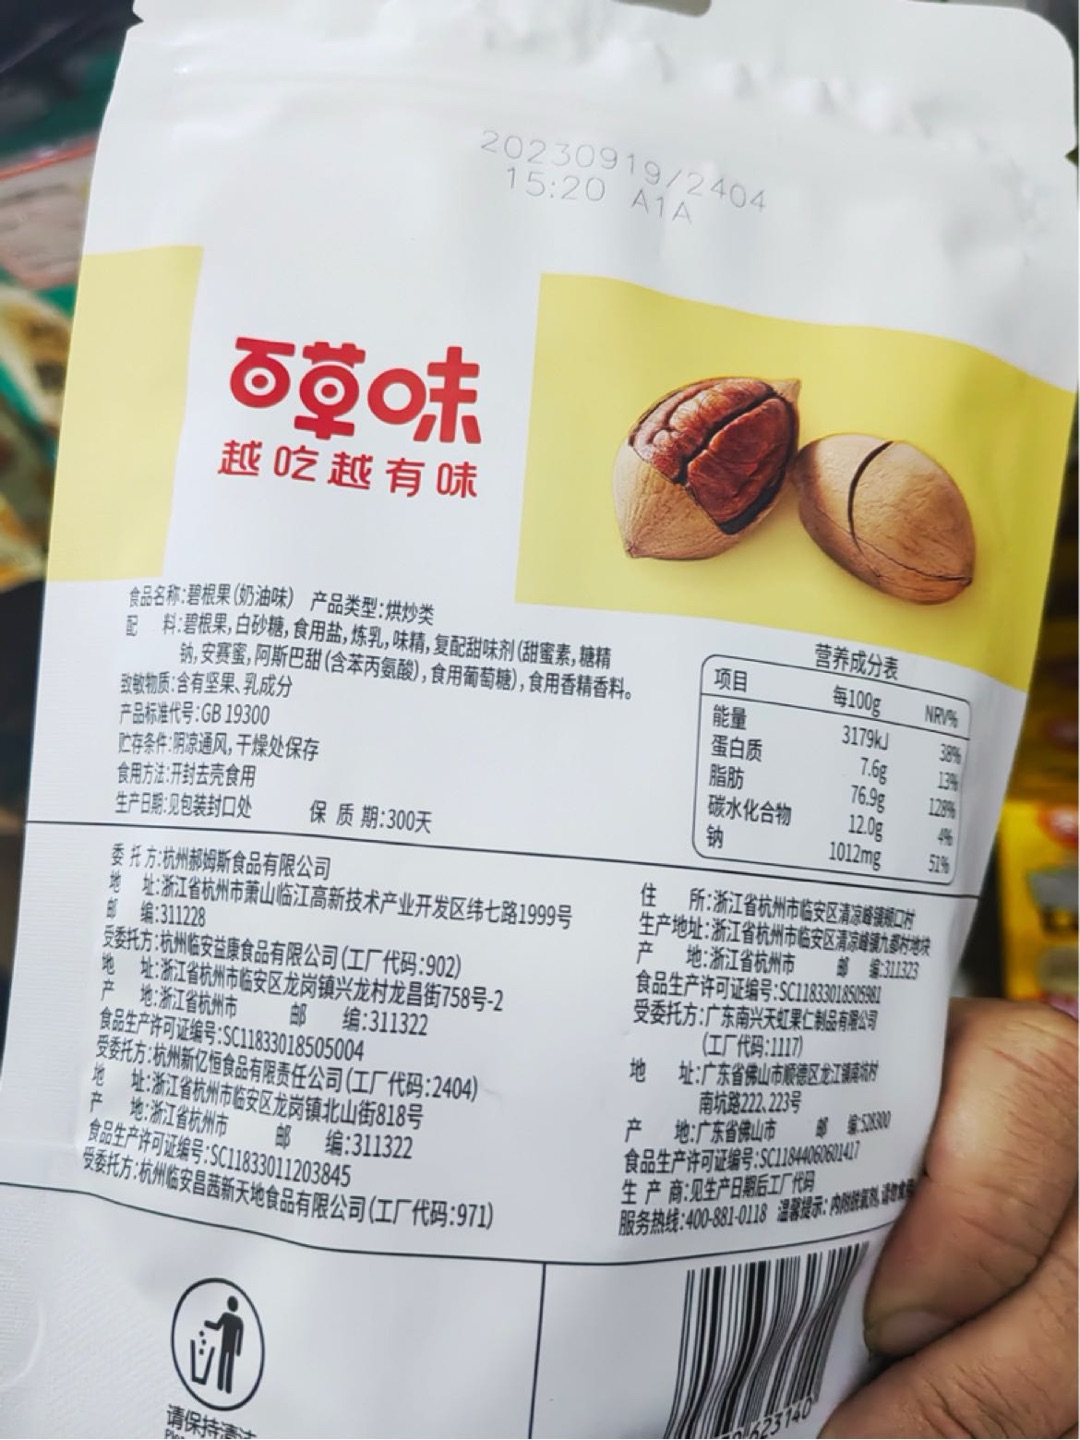 20230919/2404
15:20 A1A
百草味
越吃越有味
食品名称:碧根果(奶油味) 产品类型:烘炒类
配 料:碧根果,白砂糖,食用盐,炼乳,味精,复配甜味剂(甜蜜素,糖精
钠,安赛蜜,阿斯巴甜(含苯丙氨酸),食用葡萄糖),食用香精香料。
致敏物质:含有坚果、乳成分
产品标准代号:GB 19300
贮存条件:阴凉通风,干燥处保存
食用方法:开封去壳食用
生产日期:见包装封口处 保 质 期:300天
营养成分表
项目 每100g NRV%
能量 3179kJ 38%
蛋白质 7.6g 13%
脂肪 76.9g 128%
碳水化合物 12.0g 4%
钠 1012mg 51%
委 托 方:杭州郝姆斯食品有限公司
地 址:浙江省杭州市萧山临江高新技术产业开发区纬七路1999号
邮 编:311228
受委托方:杭州临安益康食品有限公司(工厂代码:902)
地 址:浙江省杭州市临安区龙岗镇兴龙村龙昌街758号-2
产 地:浙江省杭州市 邮 编:311322
食品生产许可证编号:SC11833018505004
受委托方:杭州新亿恒食品有限责任公司(工厂代码:2404)
地 址:浙江省杭州市临安区龙岗镇北山街818号
产 地:浙江省杭州市 邮 编:311322
食品生产许可证编号:SC11833011203845
受委托方:杭州临安昌茜新天地食品有限公司(工厂代码:971)
住 所:浙江省杭州市临安区清凉峰镇顺口村
生产地址:浙江省杭州市临安区清凉峰镇九都村地块
产 地:浙江省杭州市 邮 编:311323
食品生产许可证编号:SC11833018505981
受委托方:广东南兴天虹果仁制品有限公司
(工厂代码:1117)
地 址:广东省佛山市顺德区龙江镇南坑村
南坑路222、223号
产 地:广东省佛山市 邮 编:528300
食品生产许可证编号:SC11844060601417
生 产 商:见生产日期后工厂代码
服务热线:400-881-0118 温馨提示:内附脱氧剂,请勿食用
请保持清洁
623140